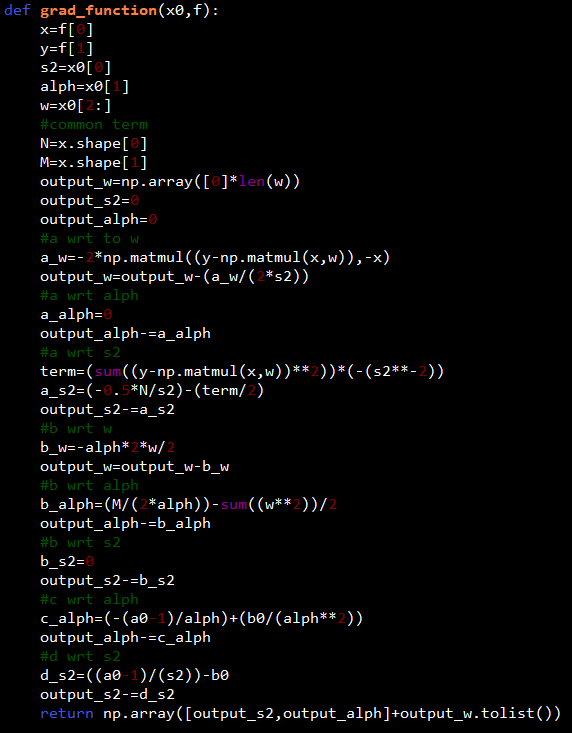 def grad_function(x0,f):
    x=f[0]
    y=f[1]
    s2=x0[0]
    alph=x0[1]
    w=x0[2:]
    #common term
    N=x.shape[0]
    M=x.shape[1]
    output_w=np.array([0]*len(w))
    output_s2=0
    output_alph=0
    #a wrt to w
    a_w=-2*np.matmul((y-np.matmul(x,w)),-x)
    output_w=output_w-(a_w/(2*s2))
    #a wrt alph
    a_alph=0
    output_alph-=a_alph
    #a wrt s2
    term=(sum((y-np.matmul(x,w))**2))*(-(s2**-2))
    a_s2=(-0.5*N/s2)-(term/2)
    output_s2-=a_s2
    #b wrt w
    b_w=-alph*2*w/2
    output_w=output_w-b_w
    #b wrt alph
    b_alph=(M/(2*alph))-sum((w**2))/2
    output_alph-=b_alph
    #b wrt s2
    b_s2=0
    output_s2-=b_s2
    #c wrt alph
    c_alph=(-(a0-1)/alph)+(b0/(alph**2))
    output_alph-=c_alph
    #d wrt s2
    d_s2=((a0-1)/(s2))-b0
    output_s2-=d_s2
    return np.array([output_s2,output_alph]+output_w.tolist())